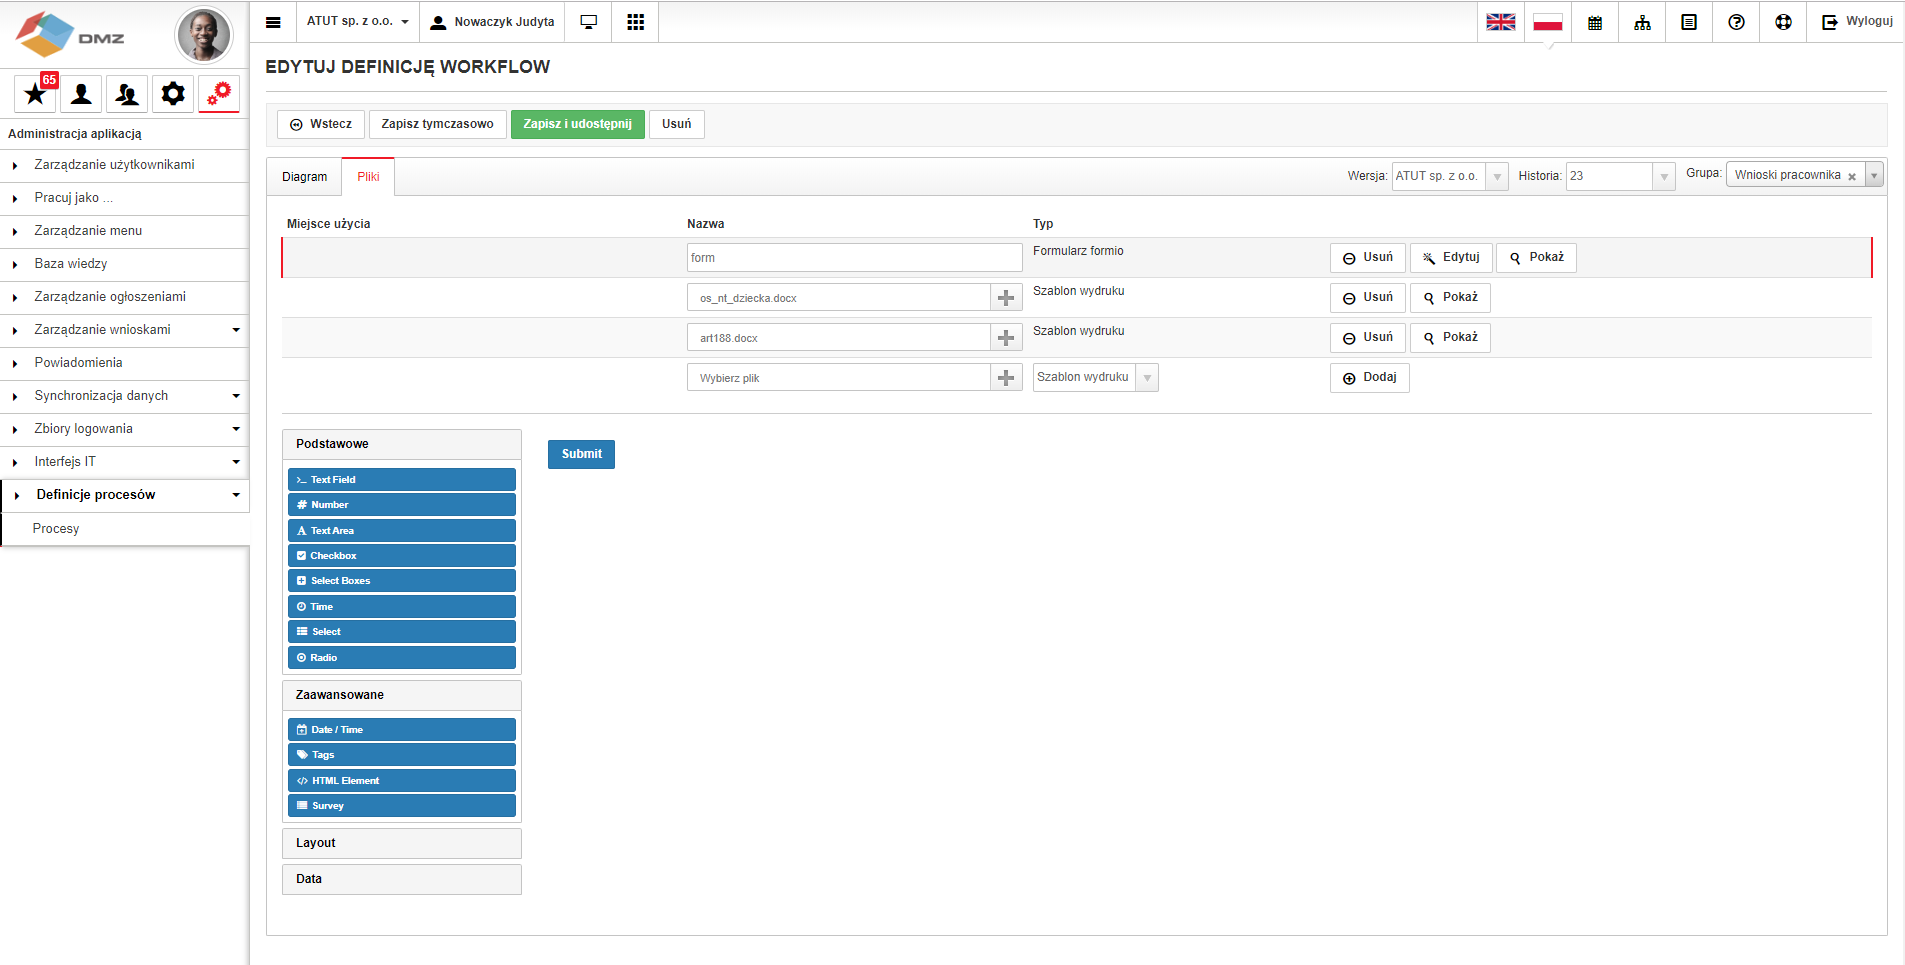 DMZ
ATUT sp. z o.o.
Nowaczyk Judyta
Wyloguj
65
EDYTUJ DEFINICJĘ WORKFLOW
Administracja aplikacją
Zarządzanie użytkownikami
Pracuj jako ...
Zarządzanie menu
Baza wiedzy
Zarządzanie ogłoszeniami
Zarządzanie wnioskami
Powiadomienia
Synchronizacja danych
Zbiory logowania
Interfejs IT
Definicje procesów
Procesy
Wstecz
Zapisz tymczasowo
Zapisz i udostępnij
Usuń
Diagram
Pliki
Wersja: ATUT sp. z o.o.
Historia: 23
Grupa: Wnioski pracownika
Miejsce użycia Nazwa Typ
form Formularz formio Usuń Edytuj Pokaż
os_nt_dziecka.docx Szablon wydruku Usuń Pokaż
art188.docx Szablon wydruku Usuń Pokaż
Wybierz plik Szablon wydruku Dodaj
Podstawowe
Text Field
Number
Text Area
Checkbox
Select Boxes
Time
Select
Radio
Zaawansowane
Date / Time
Tags
HTML Element
Survey
Layout
Data
Submit